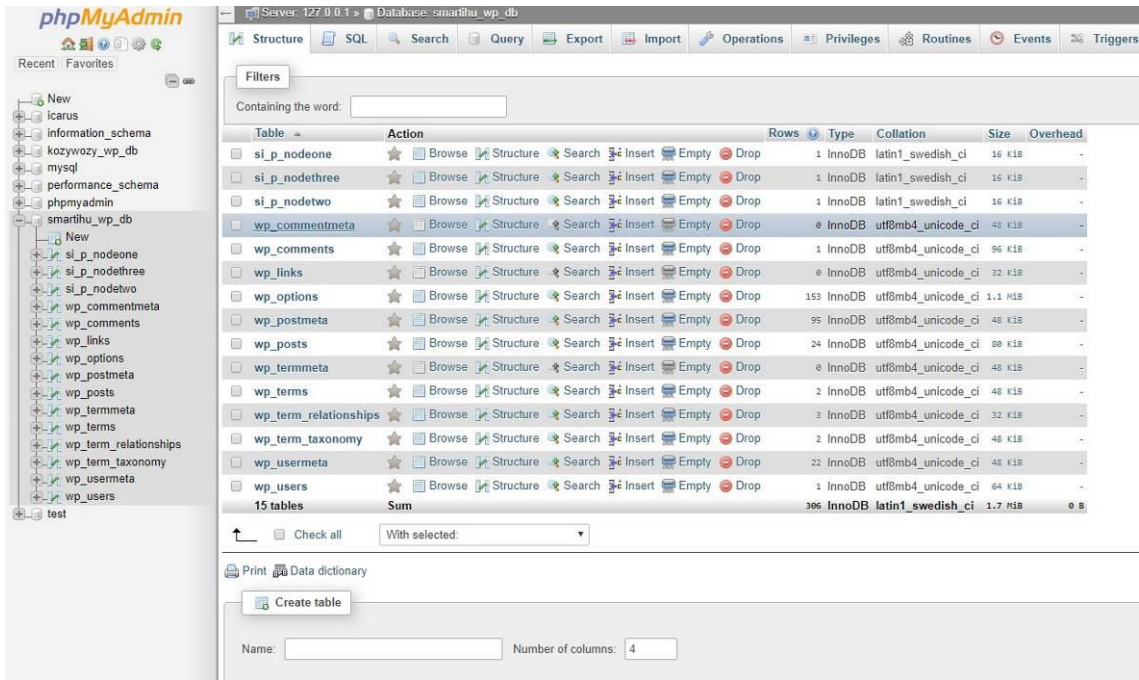 phpMyAdmin
Recent Favorites
New
icarus
information_schema
kozywozy_wp_db
mysql
performance_schema
phpmyadmin
smartihu_wp_db
New
si_p_nodeone
si_p_nodethree
si_p_nodetwo
wp_commentmeta
wp_comments
wp_links
wp_options
wp_postmeta
wp_posts
wp_termmeta
wp_terms
wp_term_relationships
wp_term_taxonomy
wp_usermeta
wp_users
test
← Server: 127.0.0.1 » Database: smartihu_wp_db
Structure SQL Search Query Export Import Operations Privileges Routines Events Triggers
Filters
Containing the word:
Table Action Rows Type Collation Size Overhead
si_p_nodeone Browse Structure Search Insert Empty Drop 1 InnoDB latin1_swedish_ci 16 KiB -
si_p_nodethree Browse Structure Search Insert Empty Drop 1 InnoDB latin1_swedish_ci 16 KiB -
si_p_nodetwo Browse Structure Search Insert Empty Drop 1 InnoDB latin1_swedish_ci 16 KiB -
wp_commentmeta Browse Structure Search Insert Empty Drop 0 InnoDB utf8mb4_unicode_ci 48 KiB -
wp_comments Browse Structure Search Insert Empty Drop 1 InnoDB utf8mb4_unicode_ci 96 KiB -
wp_links Browse Structure Search Insert Empty Drop 0 InnoDB utf8mb4_unicode_ci 32 KiB -
wp_options Browse Structure Search Insert Empty Drop 153 InnoDB utf8mb4_unicode_ci 1.1 MiB -
wp_postmeta Browse Structure Search Insert Empty Drop 95 InnoDB utf8mb4_unicode_ci 48 KiB -
wp_posts Browse Structure Search Insert Empty Drop 24 InnoDB utf8mb4_unicode_ci 80 KiB -
wp_termmeta Browse Structure Search Insert Empty Drop 0 InnoDB utf8mb4_unicode_ci 48 KiB -
wp_terms Browse Structure Search Insert Empty Drop 2 InnoDB utf8mb4_unicode_ci 48 KiB -
wp_term_relationships Browse Structure Search Insert Empty Drop 3 InnoDB utf8mb4_unicode_ci 32 KiB -
wp_term_taxonomy Browse Structure Search Insert Empty Drop 2 InnoDB utf8mb4_unicode_ci 48 KiB -
wp_usermeta Browse Structure Search Insert Empty Drop 22 InnoDB utf8mb4_unicode_ci 48 KiB -
wp_users Browse Structure Search Insert Empty Drop 1 InnoDB utf8mb4_unicode_ci 64 KiB -
15 tables Sum 306 InnoDB latin1_swedish_ci 1.7 MiB 0 B
Check all With selected:
Print Data dictionary
Create table
Name: Number of columns: 4